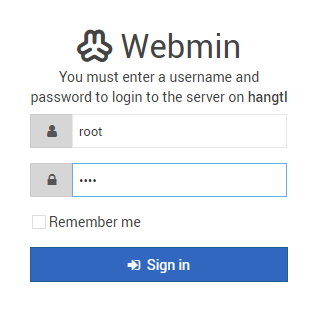 Webmin
You must enter a username and
password to login to the server on hangtl
root
••••
Remember me
Sign in